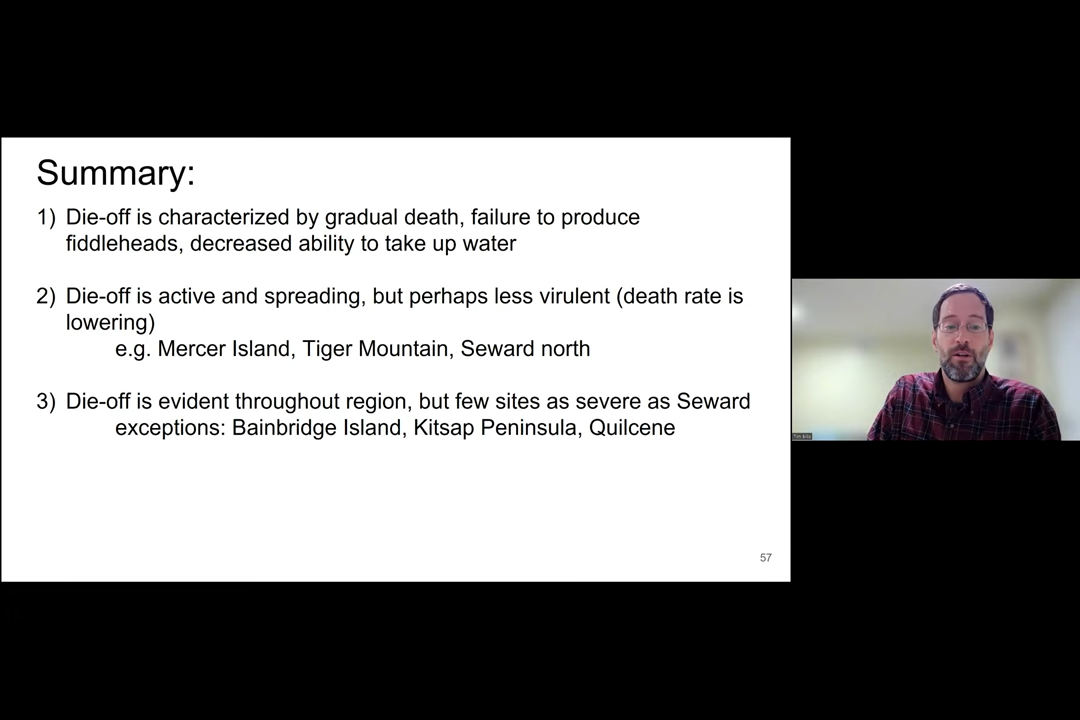 Summary:
1) Die-off is characterized by gradual death, failure to produce
fiddleheads, decreased ability to take up water
2) Die-off is active and spreading, but perhaps less virulent (death rate is
lowering)
e.g. Mercer Island, Tiger Mountain, Seward north
3) Die-off is evident throughout region, but few sites as severe as Seward
exceptions: Bainbridge Island, Kitsap Peninsula, Quilcene
57